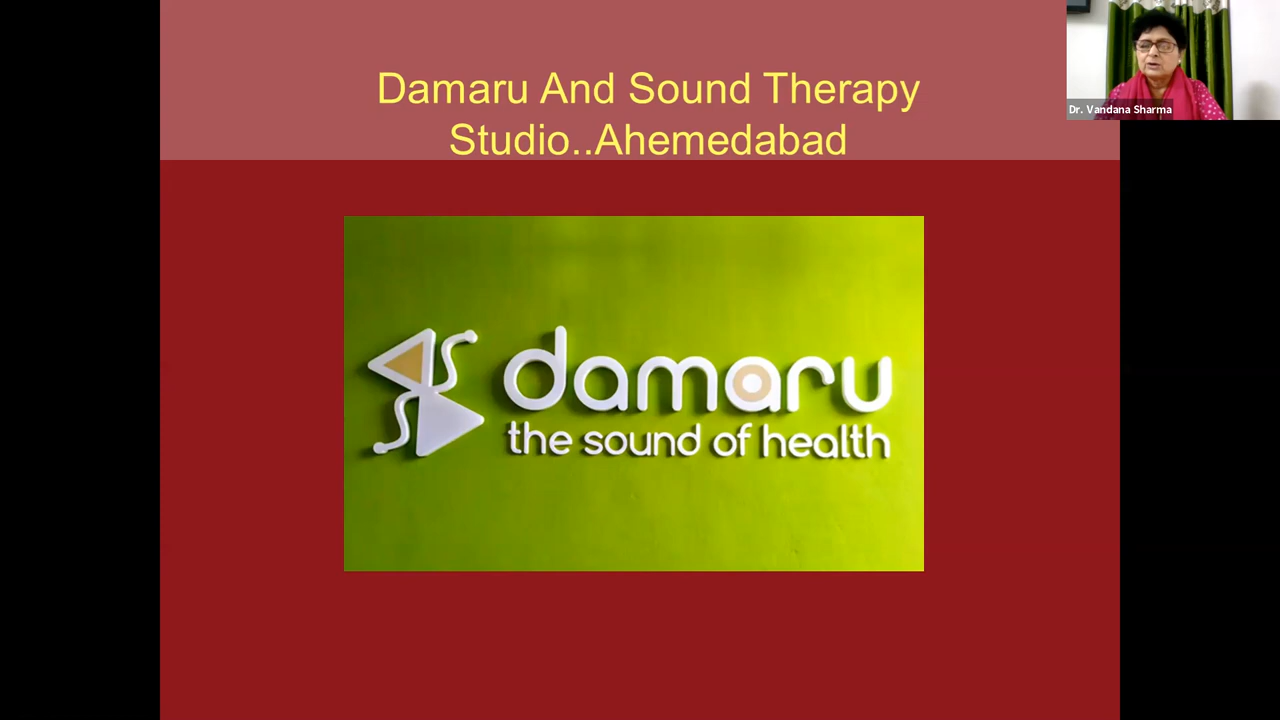 Damaru And Sound Therapy
Studio..Ahemedabad
Dr. Vandana Sharma
damaru
the sound of health